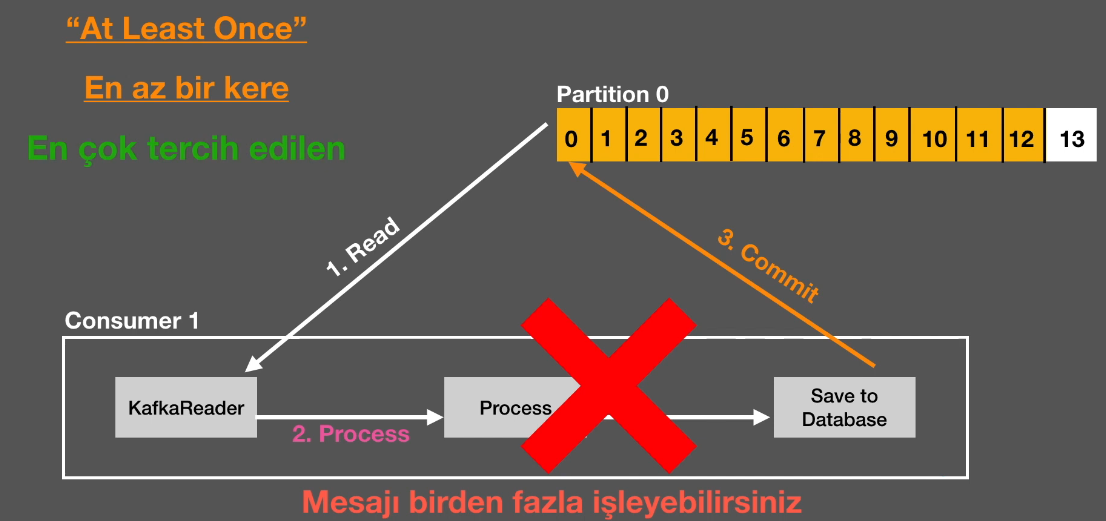 “At Least Once”
En az bir kere
En çok tercih edilen
Partition 0
0 1 2 3 4 5 6 7 8 9 10 11 12 13
1. Read
3. Commit
Consumer 1
KafkaReader
2. Process
Process
Save to
Database
Mesajı birden fazla işleyebilirsiniz